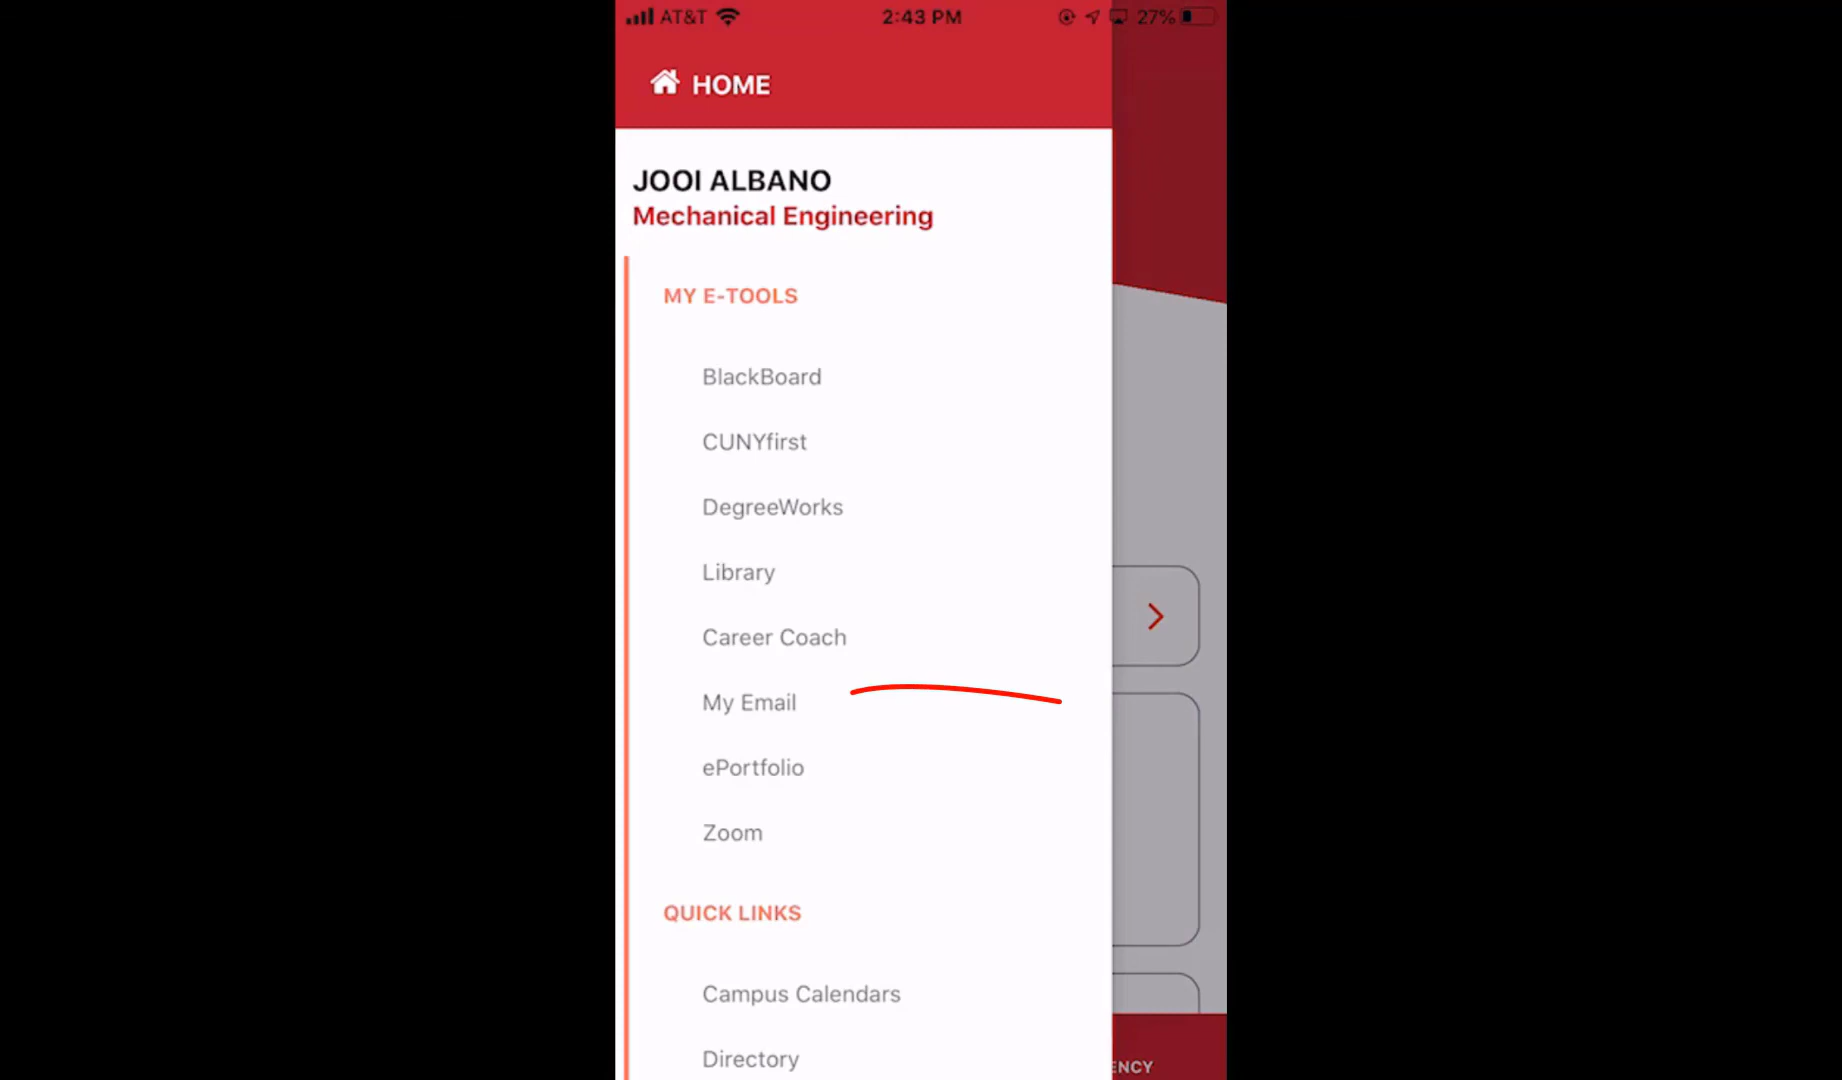 AT&T 2:43 PM 27%
HOME
JOOI ALBANO
Mechanical Engineering
MY E-TOOLS
BlackBoard
CUNYfirst
DegreeWorks
Library
Career Coach
My Email
ePortfolio
Zoom
QUICK LINKS
Campus Calendars
Directory